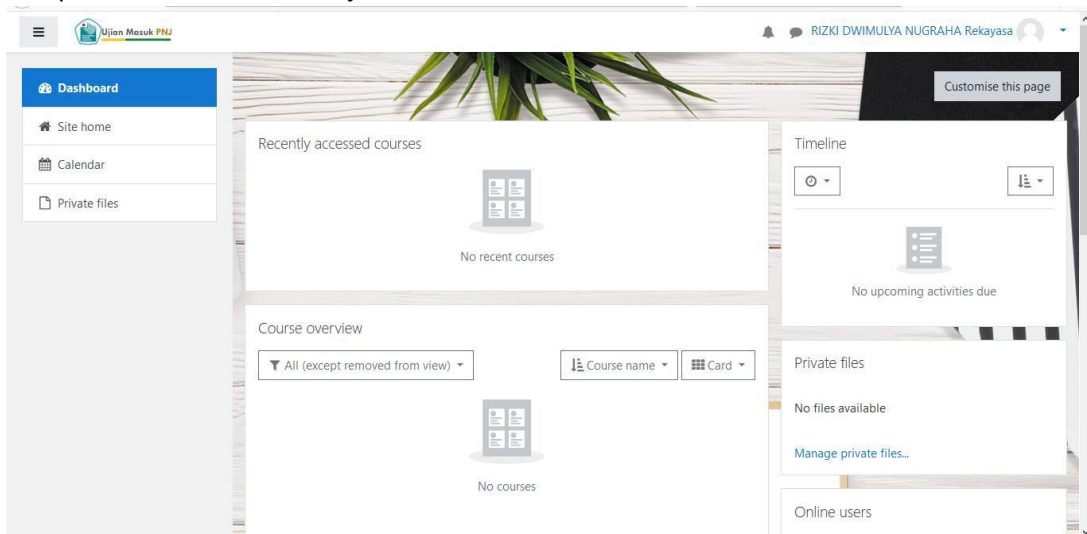 Ujian Masuk PNJ
RIZKI DWIMULYA NUGRAHA Rekayasa
Dashboard
Site home
Calendar
Private files
Customise this page
Recently accessed courses
No recent courses
Course overview
All (except removed from view)
Course name
Card
No courses
Timeline
No upcoming activities due
Private files
No files available
Manage private files...
Online users